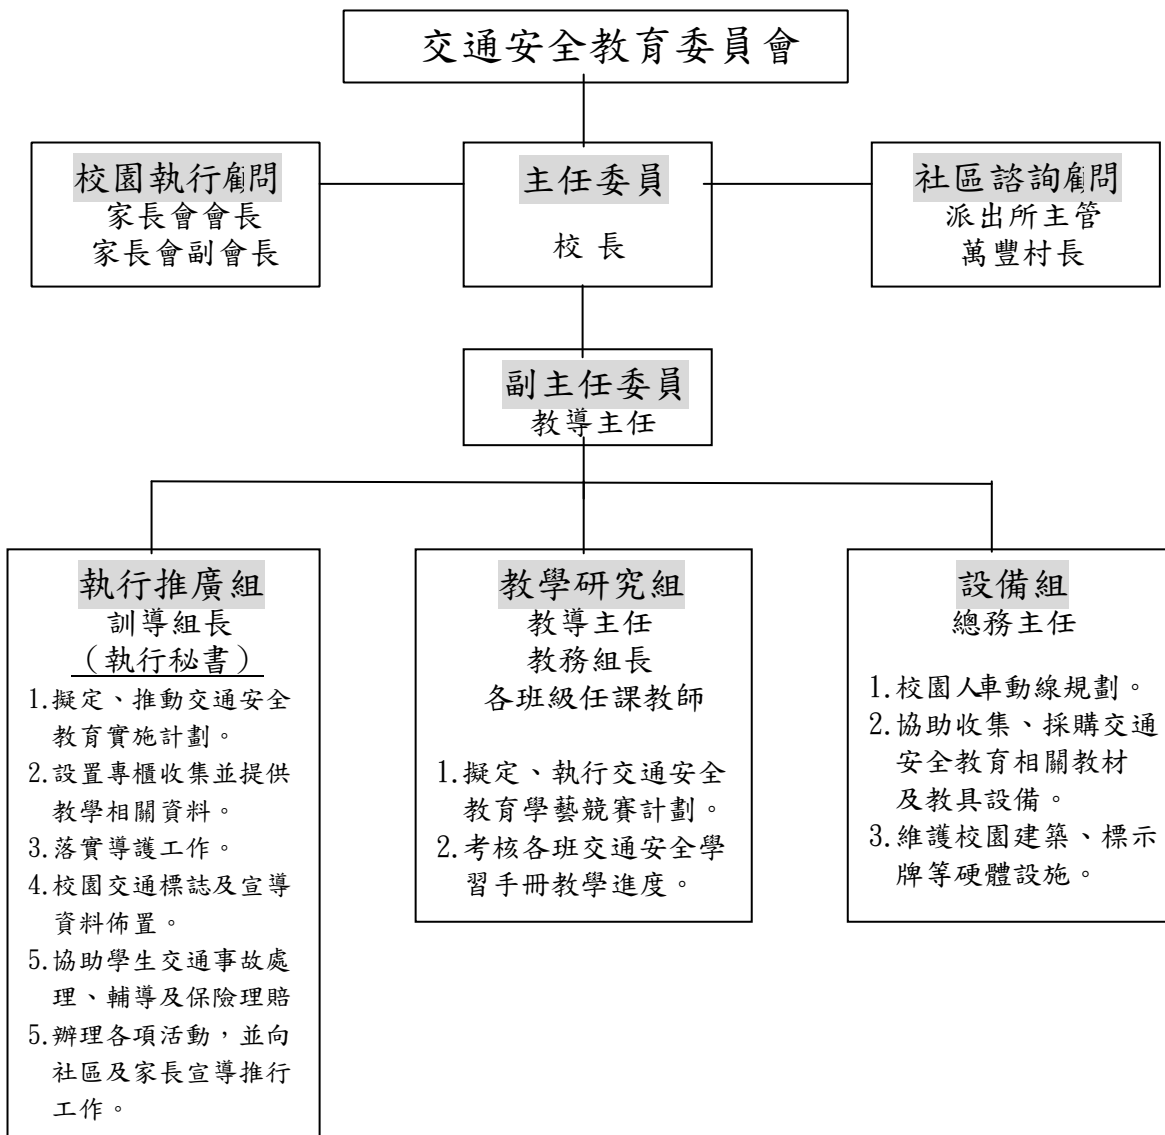 交通安全教育委員會
校園執行顧問
家長會會長
家長會副會長
主任委員
校長
社區諮詢顧問
派出所主管
萬豐村長
副主任委員
教導主任
執行推廣組
訓導組長
（執行秘書）
1.擬定、推動交通安全
教育實施計劃。
2.設置專櫃收集並提供
教學相關資料。
3.落實導護工作。
4.校園交通標誌及宣導
資料佈置。
5.協助學生交通事故處
理、輔導及保險理賠
5.辦理各項活動，並向
社區及家長宣導推行
工作。
教學研究組
教導主任
教務組長
各班級任課教師
1.擬定、執行交通安全
教育學藝競賽計劃。
2.考核各班交通安全學
習手冊教學進度。
設備組
總務主任
1.校園人車動線規劃。
2.協助收集、採購交通
安全教育相關教材
及教具設備。
3.維護校園建築、標示
牌等硬體設施。